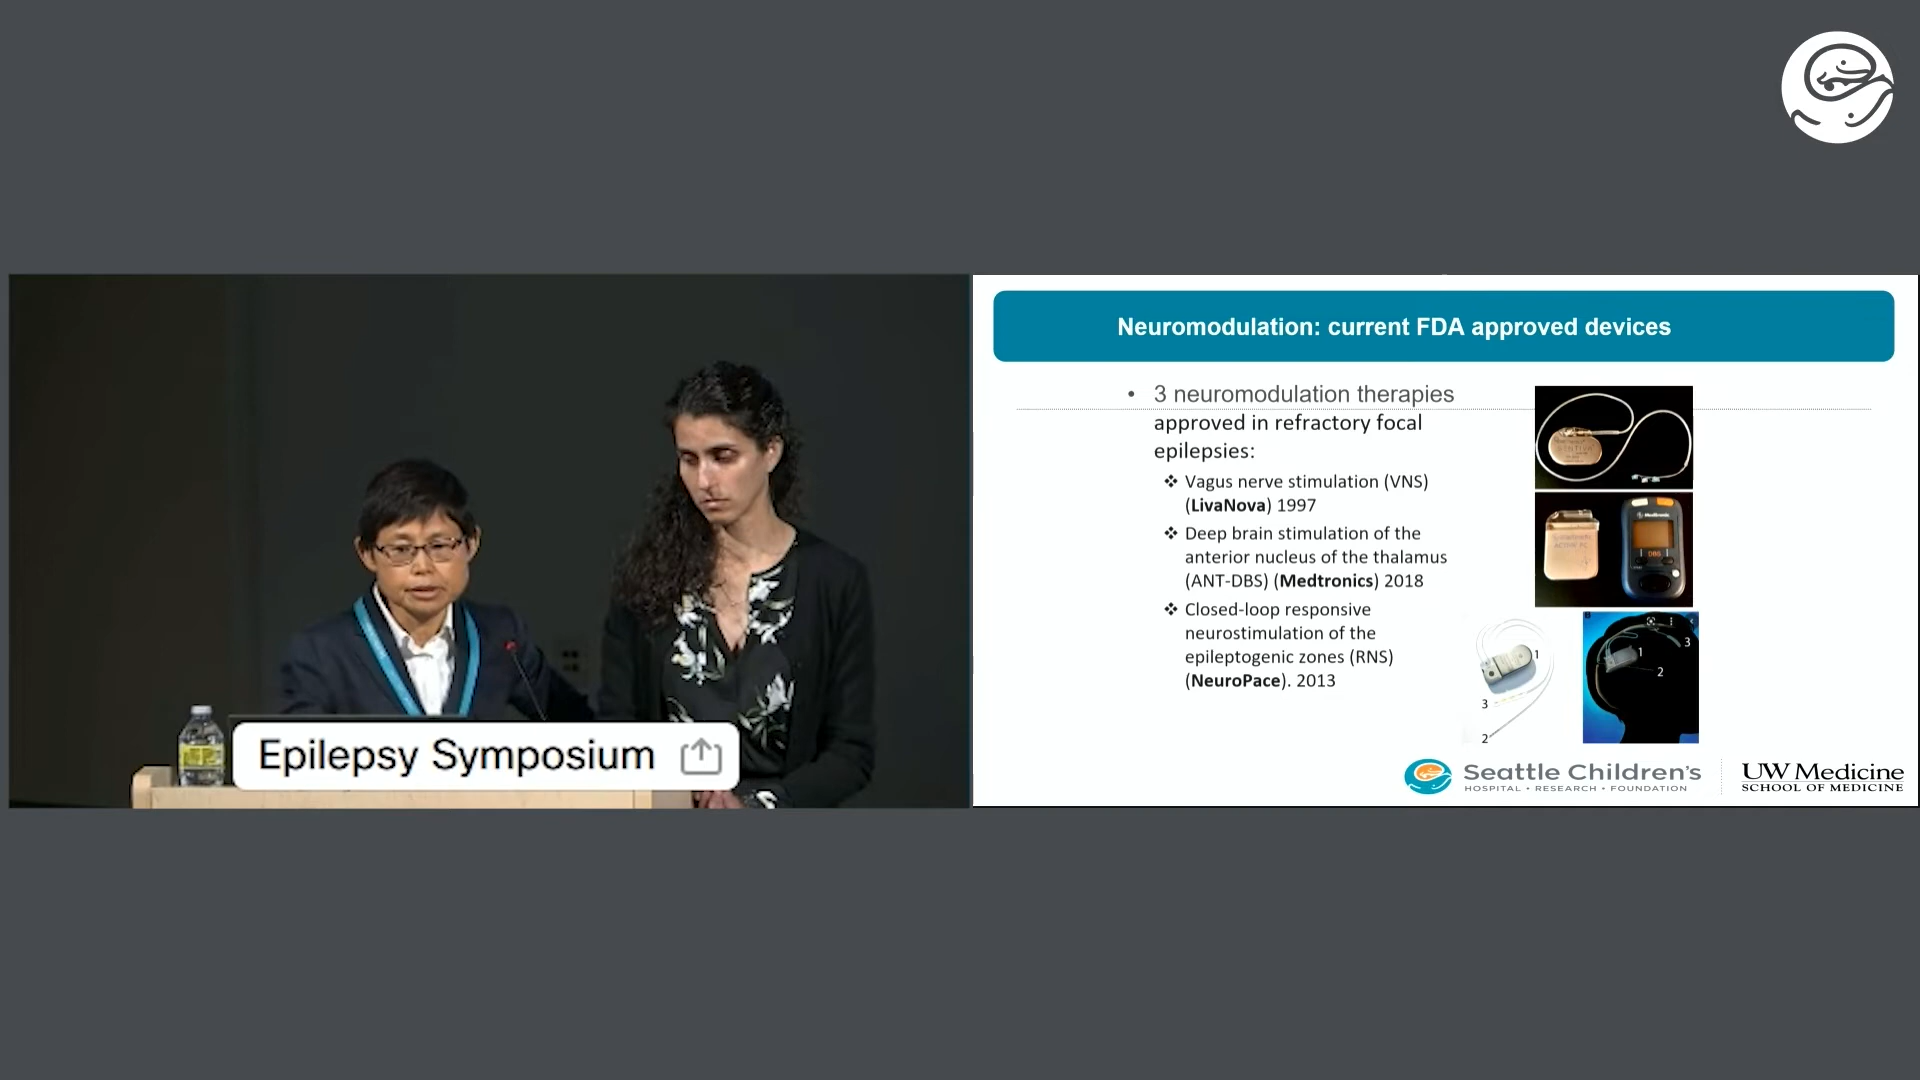 Neuromodulation: current FDA approved devices
• 3 neuromodulation therapies
approved in refractory focal
epilepsies:
❖ Vagus nerve stimulation (VNS)
(LivaNova) 1997
❖ Deep brain stimulation of the
anterior nucleus of the thalamus
(ANT-DBS) (Medtronics) 2018
❖ Closed-loop responsive
neurostimulation of the
epileptogenic zones (RNS)
(NeuroPace). 2013
Medtronic
DBS
1
3
2
3
1
2
Epilepsy Symposium
Seattle Children's
HOSPITAL • RESEARCH • FOUNDATION
UW Medicine
SCHOOL OF MEDICINE